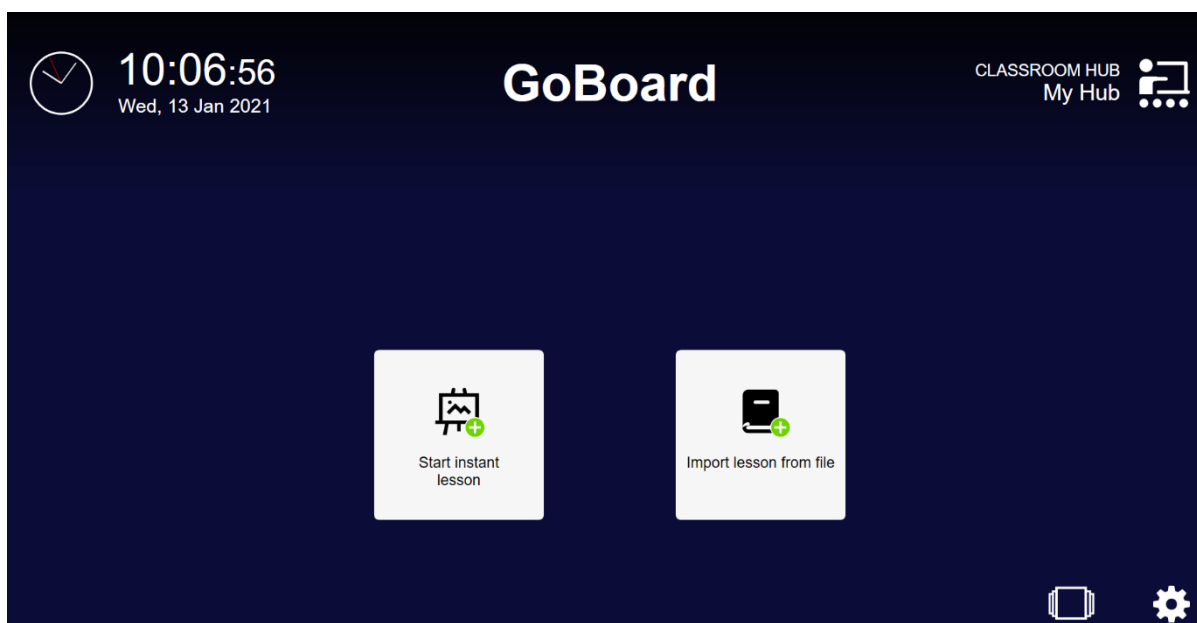 10:06:56
Wed, 13 Jan 2021
GoBoard
CLASSROOM HUB
My Hub
Start instant
lesson
Import lesson from file